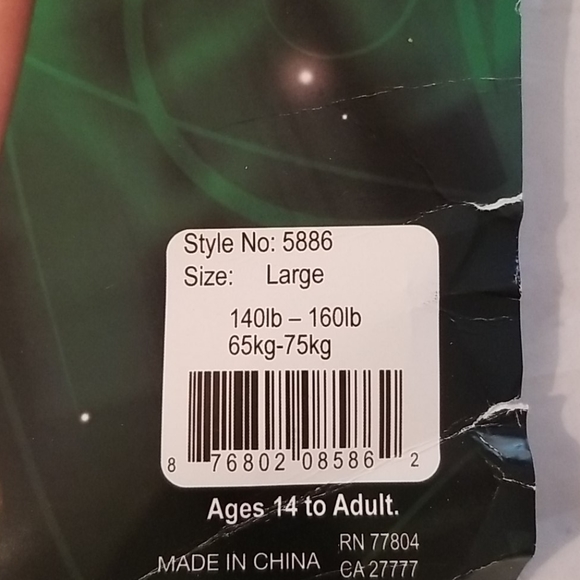 Style No: 5886
Size: Large
140lb – 160lb
65kg-75kg
8 76802 08586 2
Ages 14 to Adult.
MADE IN CHINA RN 77804
CA 27777